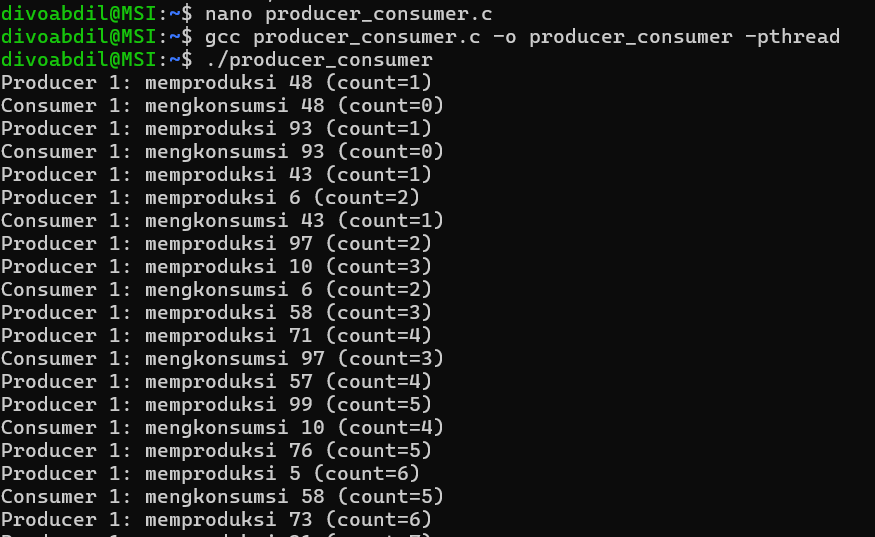 divoabdil@MSI:~$ nano producer_consumer.c
divoabdil@MSI:~$ gcc producer_consumer.c -o producer_consumer -pthread
divoabdil@MSI:~$ ./producer_consumer
Producer 1: memproduksi 48 (count=1)
Consumer 1: mengkonsumsi 48 (count=0)
Producer 1: memproduksi 93 (count=1)
Consumer 1: mengkonsumsi 93 (count=0)
Producer 1: memproduksi 43 (count=1)
Producer 1: memproduksi 6 (count=2)
Consumer 1: mengkonsumsi 43 (count=1)
Producer 1: memproduksi 97 (count=2)
Producer 1: memproduksi 10 (count=3)
Consumer 1: mengkonsumsi 6 (count=2)
Producer 1: memproduksi 58 (count=3)
Producer 1: memproduksi 71 (count=4)
Consumer 1: mengkonsumsi 97 (count=3)
Producer 1: memproduksi 57 (count=4)
Producer 1: memproduksi 99 (count=5)
Consumer 1: mengkonsumsi 10 (count=4)
Producer 1: memproduksi 76 (count=5)
Producer 1: memproduksi 5 (count=6)
Consumer 1: mengkonsumsi 58 (count=5)
Producer 1: memproduksi 73 (count=6)